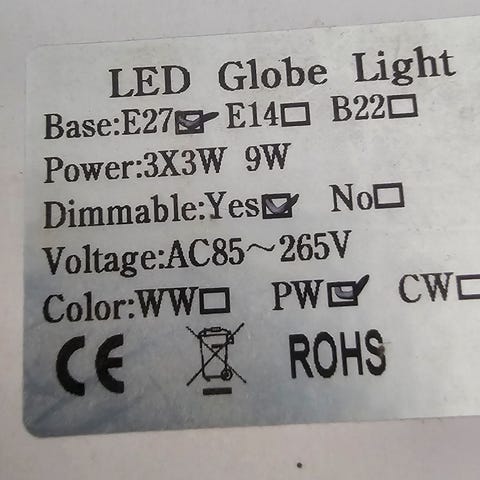 LED Globe Light
Base:E27☑ E14☐ B22☐
Power:3X3W 9W
Dimmable:Yes☑ No☐
Voltage:AC85~265V
Color:WW☐ PW☑ CW☐
CE ROHS